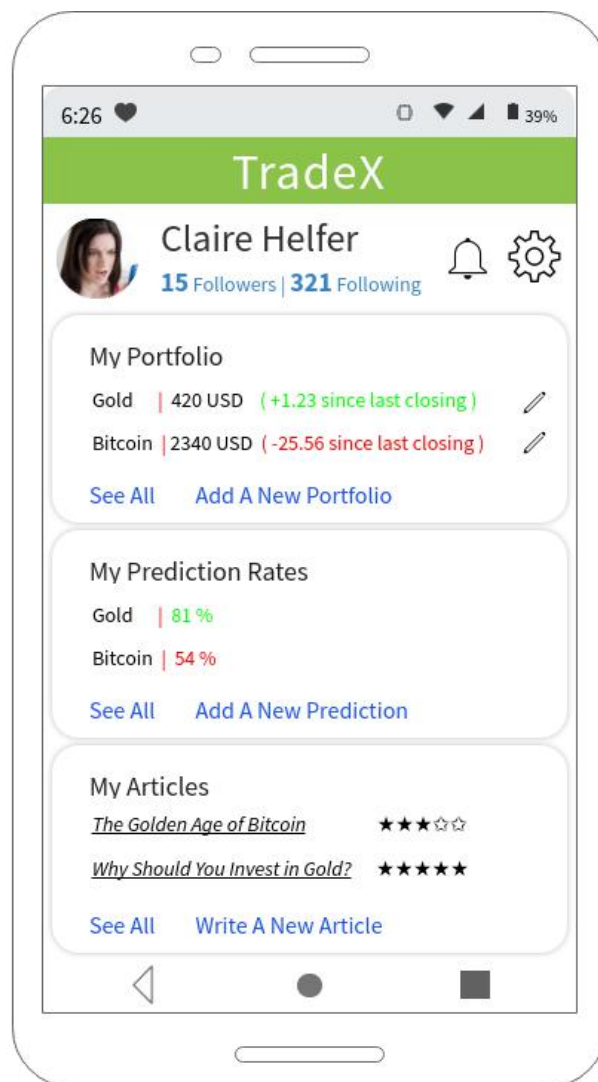 6:26 39%
TradeX
Claire Helfer
15 Followers | 321 Following
My Portfolio
Gold | 420 USD ( +1.23 since last closing )
Bitcoin | 2340 USD ( -25.56 since last closing )
See All Add A New Portfolio
My Prediction Rates
Gold | 81 %
Bitcoin | 54 %
See All Add A New Prediction
My Articles
The Golden Age of Bitcoin ★★★✩✩
Why Should You Invest in Gold? ★★★★★
See All Write A New Article